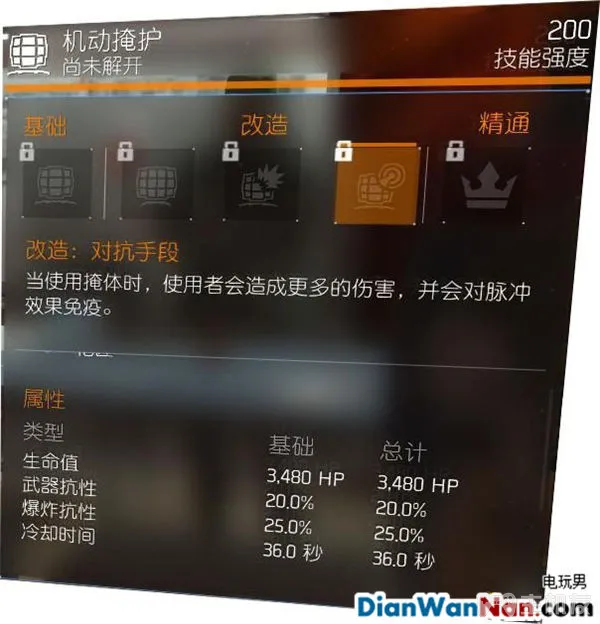 机动掩护
尚未解开
200
技能强度
基础
改造
精通
改造：对抗手段
当使用掩体时，使用者会造成更多的伤害，并会对脉冲
效果免疫。
属性
类型 基础 总计
生命值 3,480 HP 3,480 HP
武器抗性 20.0% 20.0%
爆炸抗性 25.0% 25.0%
冷却时间 36.0 秒 36.0 秒
电玩男
DianWanNan.com